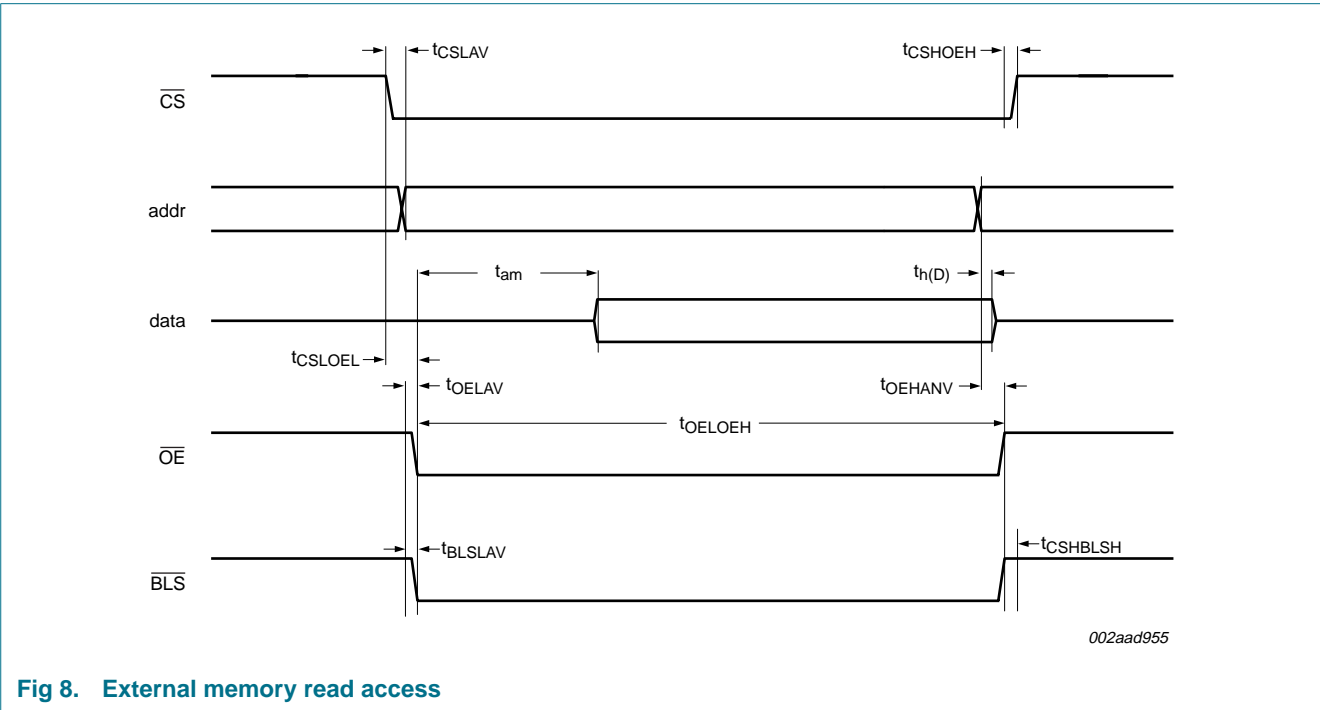 tCSLAV
tCSHOEH
CS
addr
tam
th(D)
data
tCSLOEL
tOELAV
tOEHANV
tOELOEH
OE
tBLSLAV
tCSHBLSH
BLS
002aad955
Fig 8. External memory read access